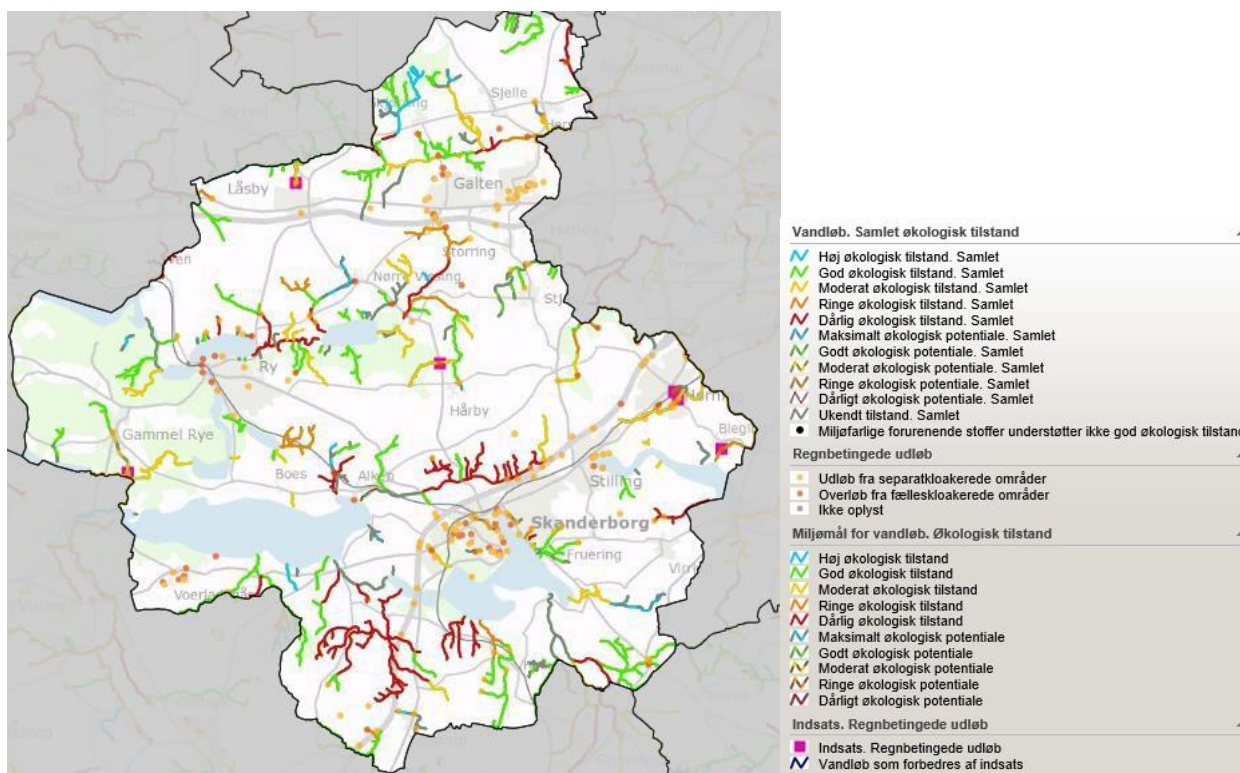 Sjelle
Låsby
Galten
Storring
Ry
Hårby
Gammel Rye
Boes
Alken
Stilling
Skanderborg
Fruering
Vandløb. Samlet økologisk tilstand
Høj økologisk tilstand. Samlet
God økologisk tilstand. Samlet
Moderat økologisk tilstand. Samlet
Ringe økologisk tilstand. Samlet
Dårlig økologisk tilstand. Samlet
Maksimalt økologisk potentiale. Samlet
Godt økologisk potentiale. Samlet
Moderat økologisk potentiale. Samlet
Ringe økologisk potentiale. Samlet
Dårligt økologisk potentiale. Samlet
Ukendt tilstand. Samlet
Miljøfarlige forurenende stoffer understøtter ikke god økologisk tilstand
Regnbetingede udløb
Udløb fra separatkloakerede områder
Overløb fra fælleskloakerede områder
Ikke oplyst
Miljømål for vandløb. Økologisk tilstand
Høj økologisk tilstand
God økologisk tilstand
Moderat økologisk tilstand
Ringe økologisk tilstand
Dårlig økologisk tilstand
Maksimalt økologisk potentiale
Godt økologisk potentiale
Moderat økologisk potentiale
Ringe økologisk potentiale
Dårligt økologisk potentiale
Indsats. Regnbetingede udløb
Indsats. Regnbetingede udløb
Vandløb som forbedres af indsats